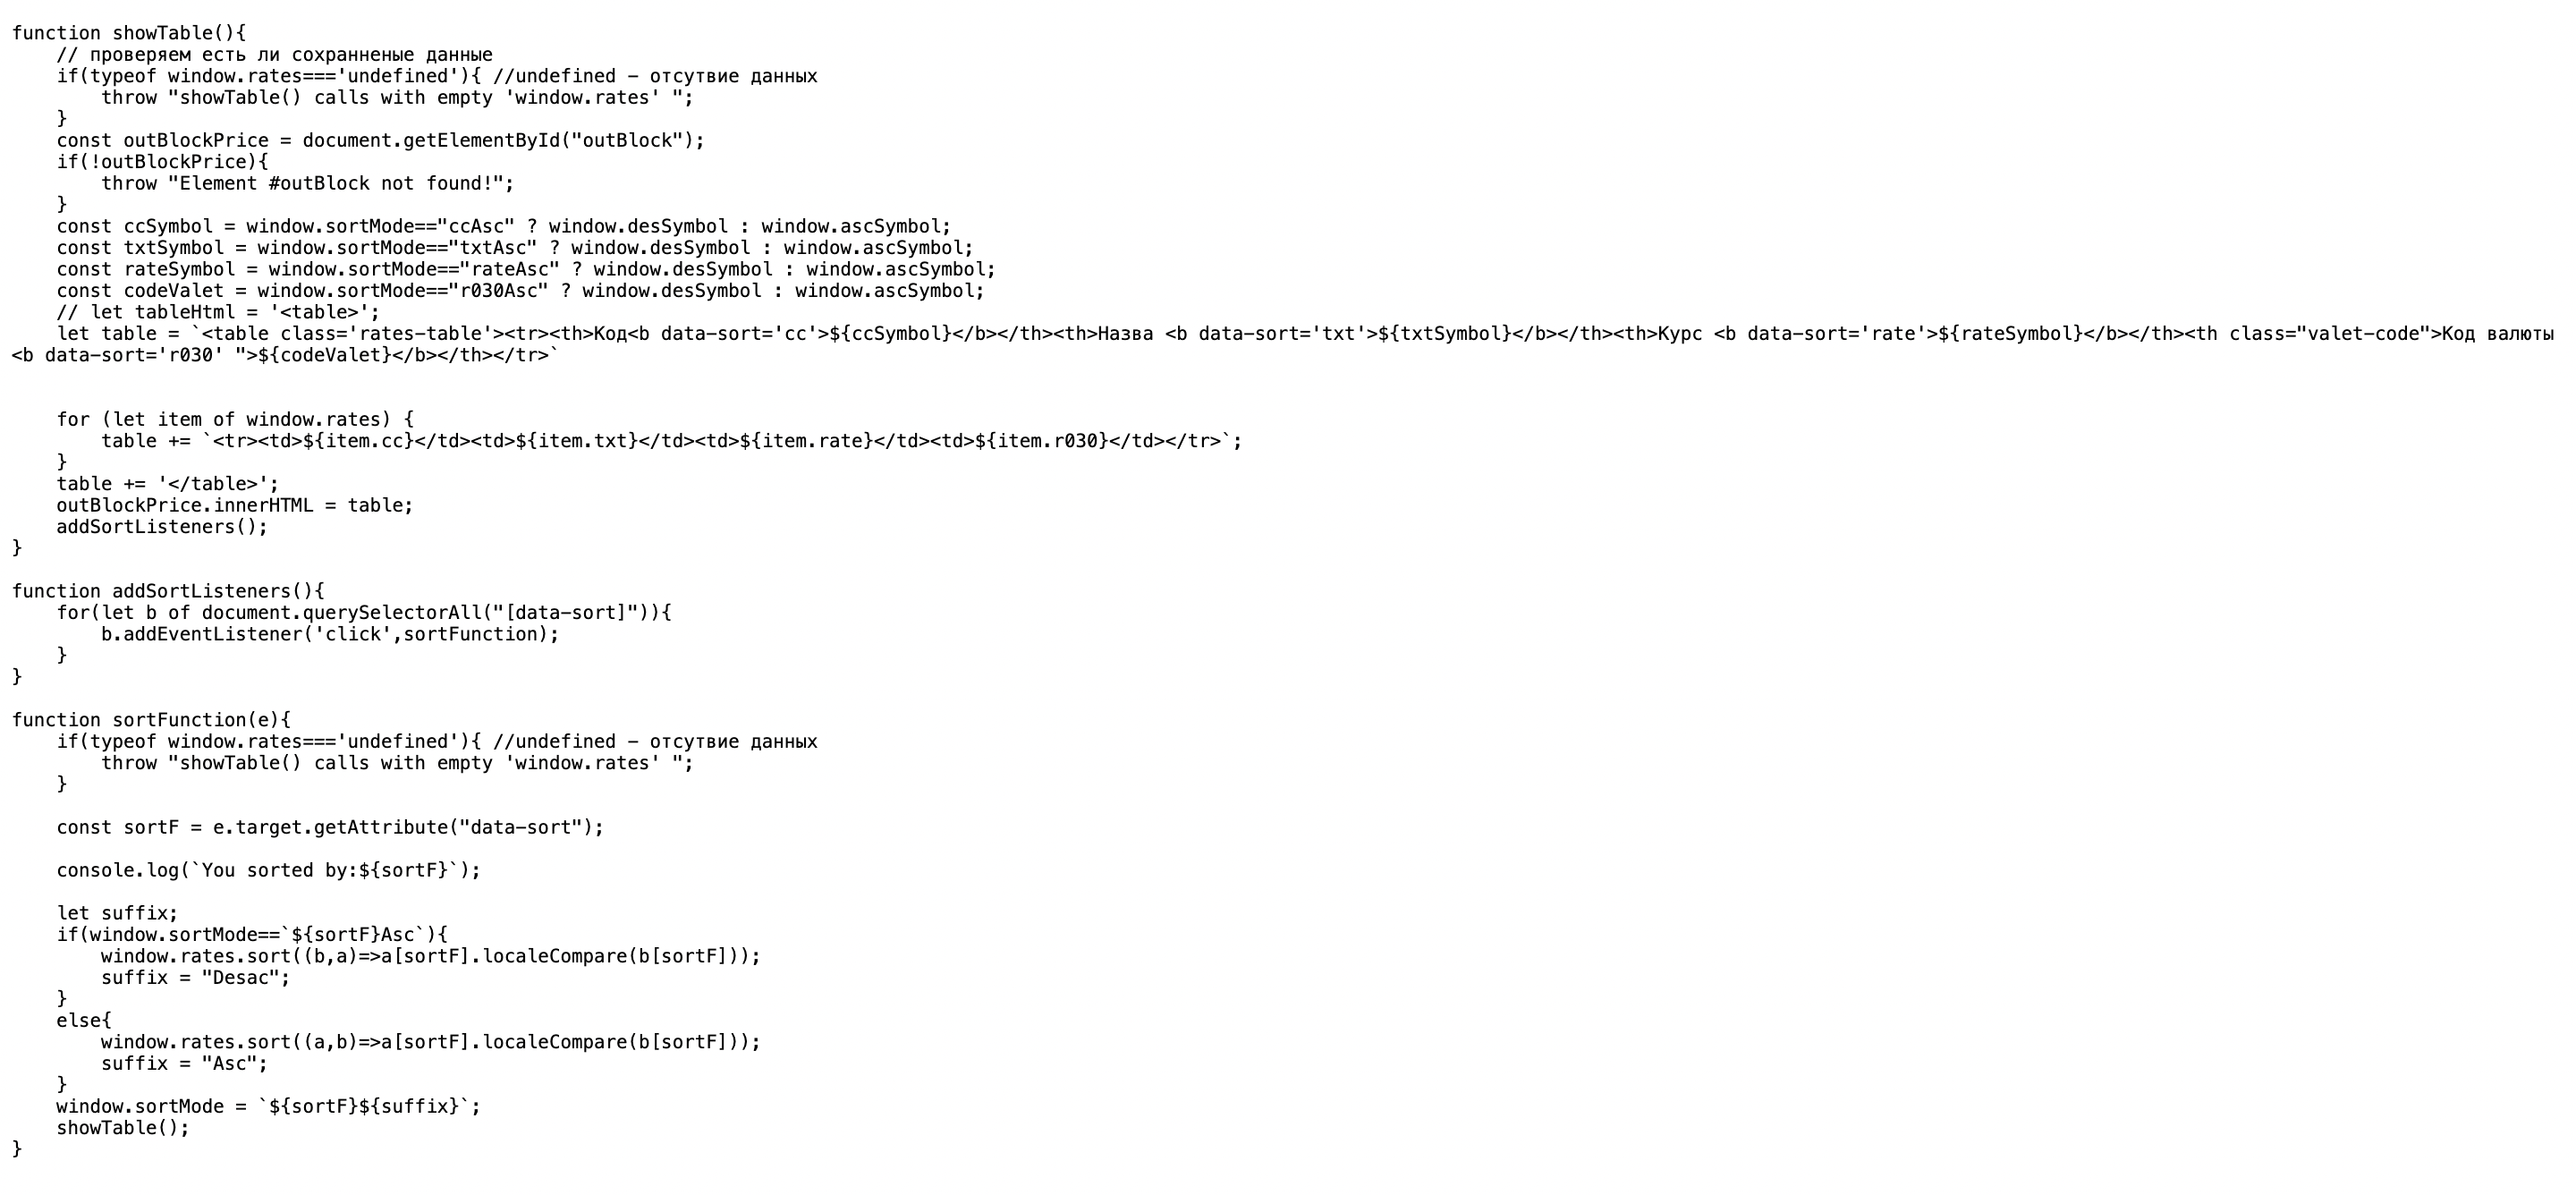 function showTable(){
    // проверяем есть ли сохранненые данные
    if(typeof window.rates==='undefined'){ //undefined - отсутвие данных
        throw "showTable() calls with empty 'window.rates' ";
    }
    const outBlockPrice = document.getElementById("outBlock");
    if(!outBlockPrice){
        throw "Element #outBlock not found!";
    }
    const ccSymbol = window.sortMode=="ccAsc" ? window.desSymbol : window.ascSymbol;
    const txtSymbol = window.sortMode=="txtAsc" ? window.desSymbol : window.ascSymbol;
    const rateSymbol = window.sortMode=="rateAsc" ? window.desSymbol : window.ascSymbol;
    const codeValet = window.sortMode=="r030Asc" ? window.desSymbol : window.ascSymbol;
    // let tableHtml = '<table>';
    let table = `<table class='rates-table'><tr><th>Код<b data-sort='cc'>${ccSymbol}</b></th><th>Назва <b data-sort='txt'>${txtSymbol}</b></th><th>Курс <b data-sort='rate'>${rateSymbol}</b></th><th class="valet-code">Код валюты
<b data-sort='r030' ">${codeValet}</b></th></tr>`
    for (let item of window.rates) {
        table += `<tr><td>${item.cc}</td><td>${item.txt}</td><td>${item.rate}</td><td>${item.r030}</td></tr>`;
    }
    table += '</table>';
    outBlockPrice.innerHTML = table;
    addSortListeners();
}
function addSortListeners(){
    for(let b of document.querySelectorAll("[data-sort]")){
        b.addEventListener('click',sortFunction);
    }
}
function sortFunction(e){
    if(typeof window.rates==='undefined'){ //undefined - отсутвие данных
        throw "showTable() calls with empty 'window.rates' ";
    }
    const sortF = e.target.getAttribute("data-sort");
    console.log(`You sorted by:${sortF}`);
    let suffix;
    if(window.sortMode==`${sortF}Asc`){
        window.rates.sort((b,a)=>a[sortF].localeCompare(b[sortF]));
        suffix = "Desac";
    }
    else{
        window.rates.sort((a,b)=>a[sortF].localeCompare(b[sortF]));
        suffix = "Asc";
    }
    window.sortMode = `${sortF}${suffix}`;
    showTable();
}